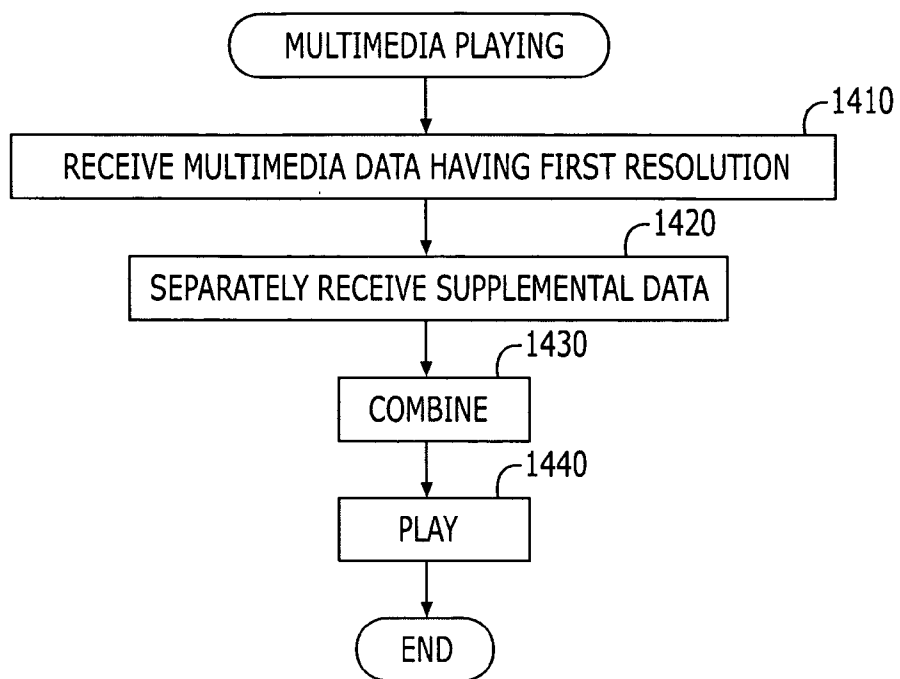 MULTIMEDIA PLAYING
1410
RECEIVE MULTIMEDIA DATA HAVING FIRST RESOLUTION
1420
SEPARATELY RECEIVE SUPPLEMENTAL DATA
1430
COMBINE
1440
PLAY
END